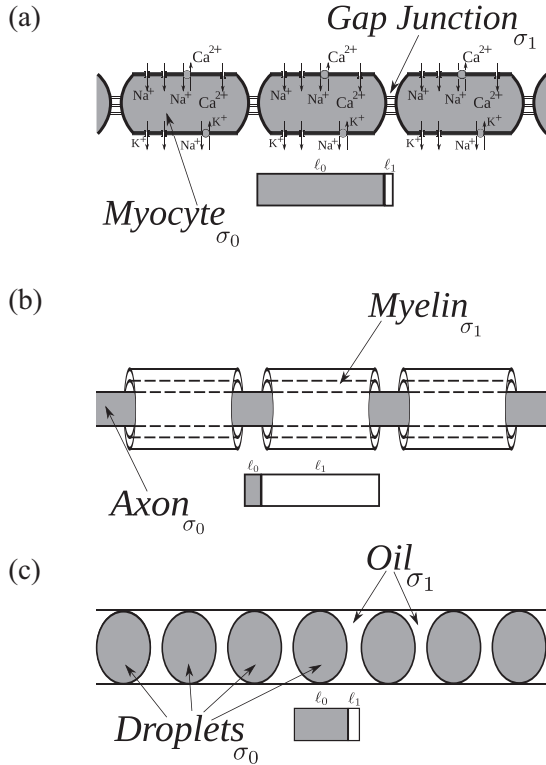 (a)
Gap Junction σ₁
Ca²⁺ Ca²⁺ Ca²⁺
Na⁺ Na⁺ Ca²⁺ Na⁺ Na⁺ Ca²⁺ Na⁺ Na⁺ Ca²⁺
K⁺ K⁺ K⁺
K⁺ Na⁺ K⁺ Na⁺ K⁺ Na⁺
ℓ₀ ℓ₁
Myocyte σ₀
(b)
Myelin σ₁
ℓ₀ ℓ₁
Axon σ₀
(c)
Oil σ₁
ℓ₀ ℓ₁
Droplets σ₀